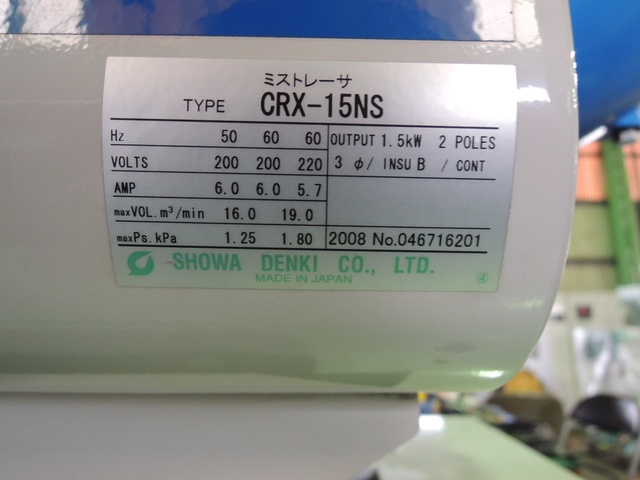 ミストレーサ
TYPE CRX-15NS
Hz 50 60 60 OUTPUT 1.5kW 2 POLES
VOLTS 200 200 220 3 φ/ INSU B / CONT
AMP 6.0 6.0 5.7
maxVOL.m³/min 16.0 19.0
maxPs.kPa 1.25 1.80 2008 No.046716201
SHOWA DENKI CO., LTD.
MADE IN JAPAN ④